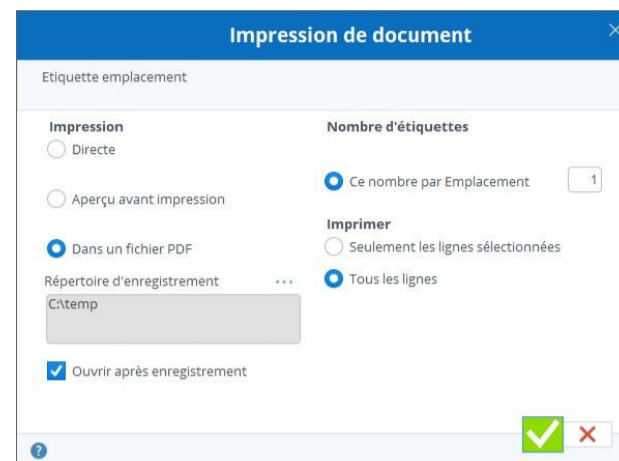 Impression de document
Etiquette emplacement
Impression
Directe
Aperçu avant impression
Dans un fichier PDF
Répertoire d'enregistrement ...
C:\temp
Ouvrir après enregistrement
Nombre d'étiquettes
Ce nombre par Emplacement 1
Imprimer
Seulement les lignes sélectionnées
Tous les lignes
?